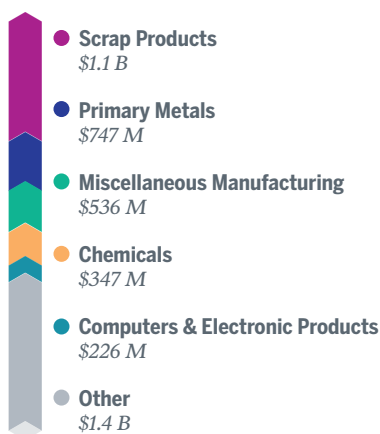 Scrap Products
$1.1 B
Primary Metals
$747 M
Miscellaneous Manufacturing
$536 M
Chemicals
$347 M
Computers & Electronic Products
$226 M
Other
$1.4 B